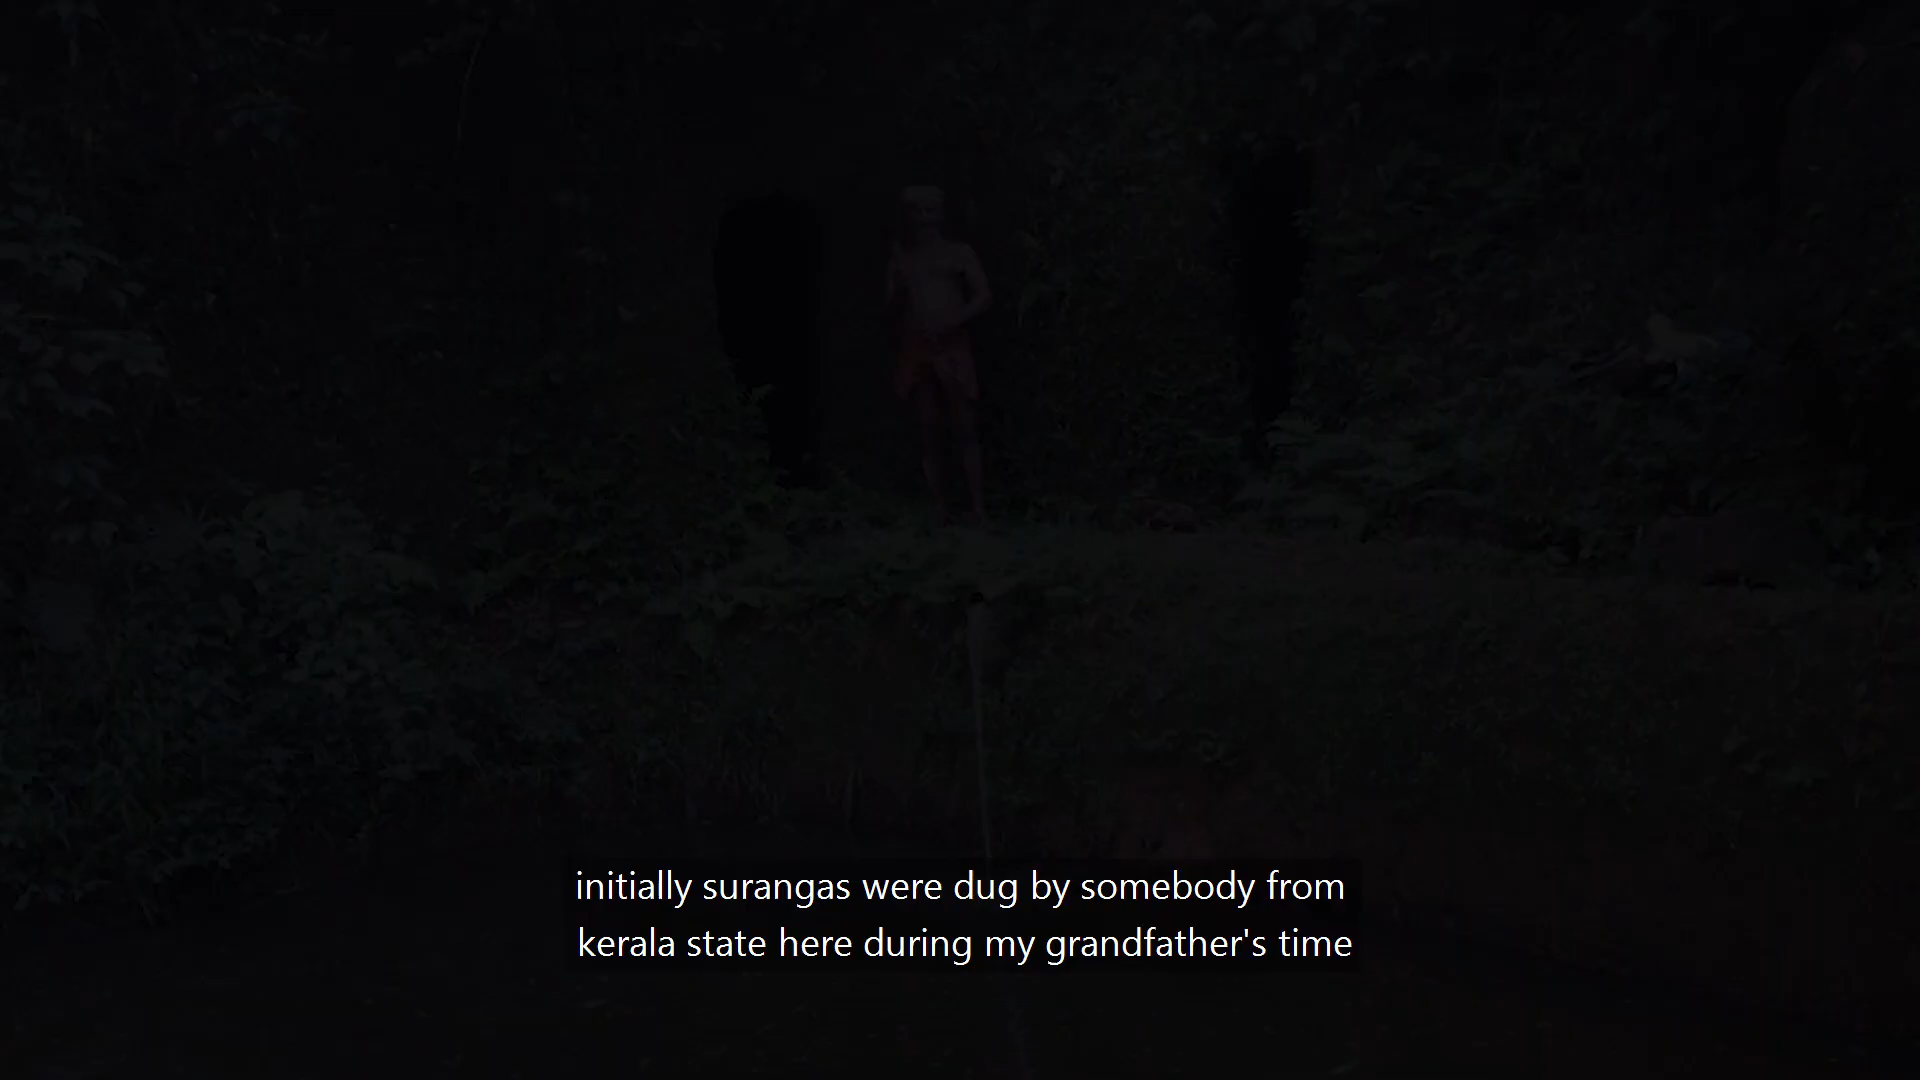 initially surangas were dug by somebody from
kerala state here during my grandfather's time